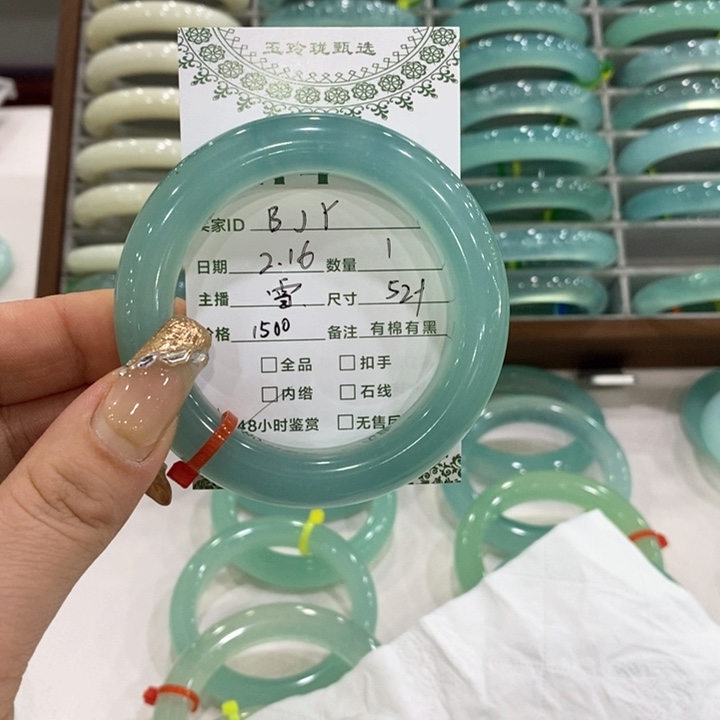 玉玲珑甄选
家ID BJY
日期 2.16 数量 1
主播 雪 尺寸 52+
格 1500 备注 有棉有黑
□全品 □扣手
□内绺 □石线
48小时鉴赏 □无售后